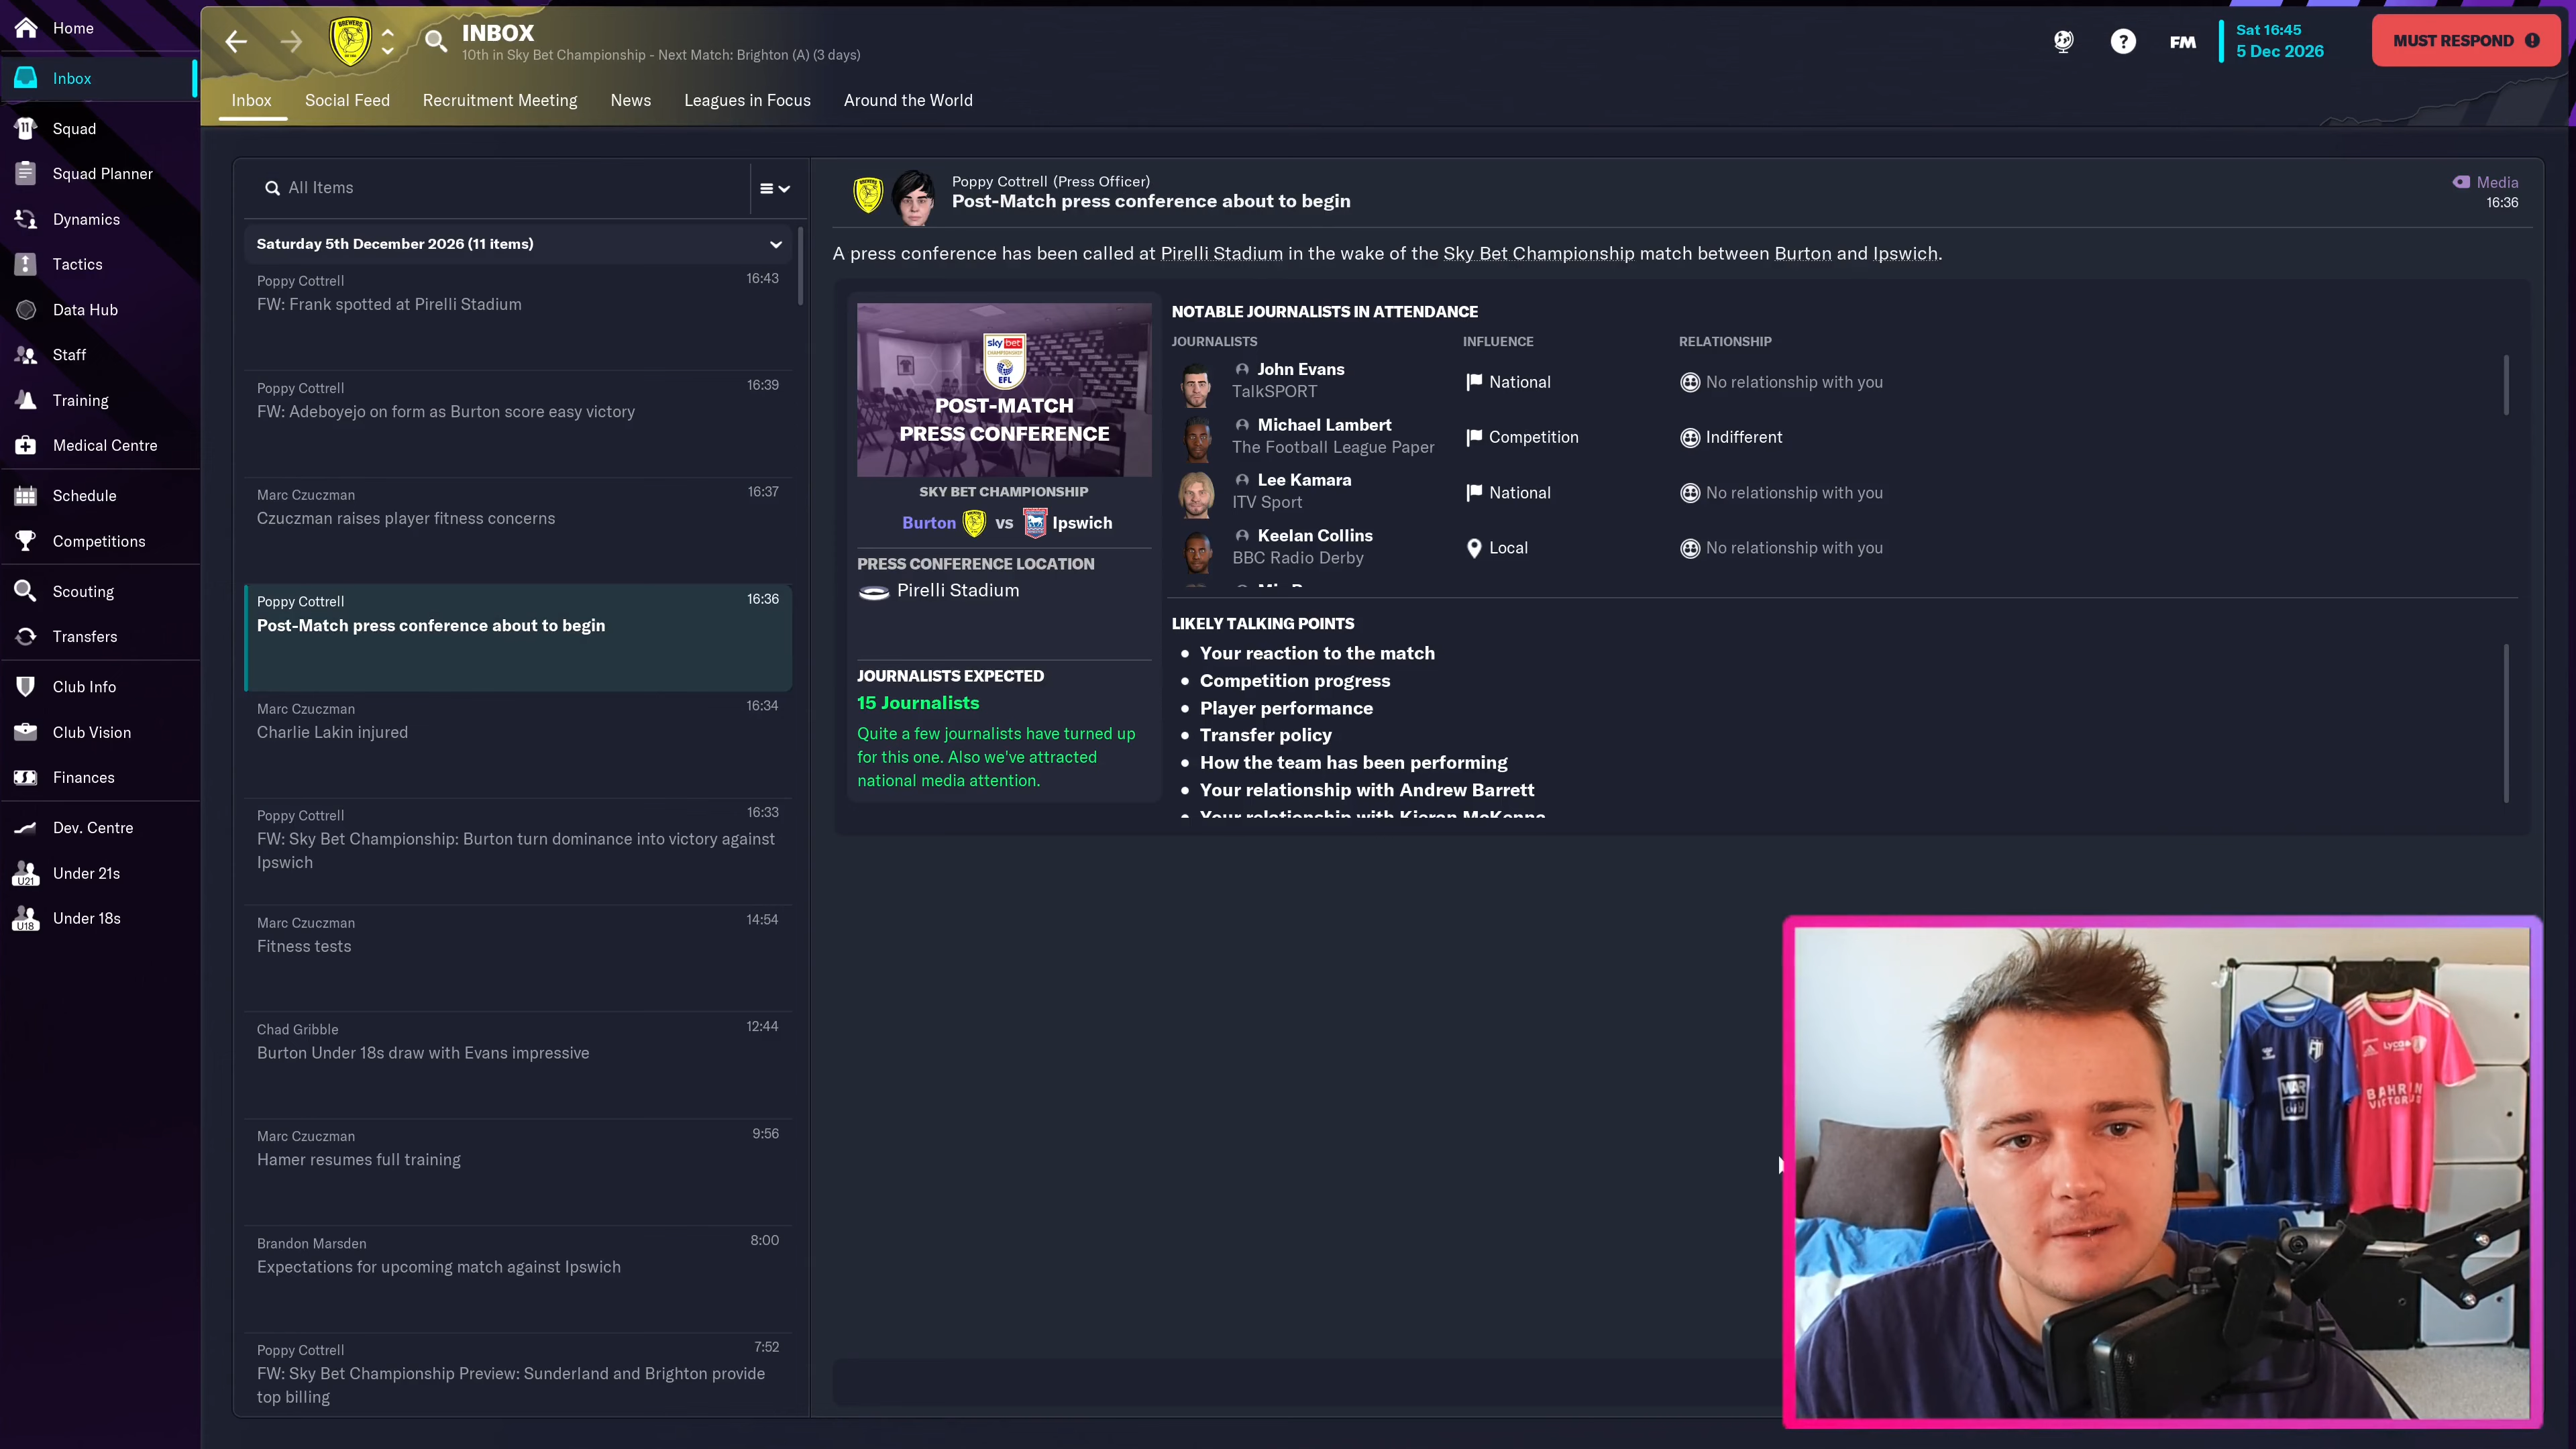 Home
Inbox
Squad
Squad Planner
Dynamics
Tactics
Data Hub
Staff
Training
Medical Centre
Schedule
Competitions
Scouting
Transfers
Club Info
Club Vision
Finances
Dev. Centre
U21
Under 21s
U18
Under 18s
INBOX
10th in Sky Bet Championship - Next Match: Brighton (A) (3 days)
FM
Sat 16:45
5 Dec 2026
MUST RESPOND
Inbox Social Feed Recruitment Meeting News Leagues in Focus Around the World
All Items
Saturday 5th December 2026 (11 items)
Poppy Cottrell 16:43
FW: Frank spotted at Pirelli Stadium
Poppy Cottrell 16:39
FW: Adeboyejo on form as Burton score easy victory
Marc Czuczman 16:37
Czuczman raises player fitness concerns
Poppy Cottrell 16:36
Post-Match press conference about to begin
Marc Czuczman 16:34
Charlie Lakin injured
Poppy Cottrell 16:33
FW: Sky Bet Championship: Burton turn dominance into victory against
Ipswich
Marc Czuczman 14:54
Fitness tests
Chad Gribble 12:44
Burton Under 18s draw with Evans impressive
Marc Czuczman 9:56
Hamer resumes full training
Brandon Marsden 8:00
Expectations for upcoming match against Ipswich
Poppy Cottrell 7:52
FW: Sky Bet Championship Preview: Sunderland and Brighton provide
top billing
Poppy Cottrell (Press Officer)
Post-Match press conference about to begin
Media
16:36
A press conference has been called at Pirelli Stadium in the wake of the Sky Bet Championship match between Burton and Ipswich.
sky bet
CHAMPIONSHIP
EFL
POST-MATCH
PRESS CONFERENCE
SKY BET CHAMPIONSHIP
Burton vs Ipswich
PRESS CONFERENCE LOCATION
Pirelli Stadium
JOURNALISTS EXPECTED
15 Journalists
Quite a few journalists have turned up
for this one. Also we've attracted
national media attention.
NOTABLE JOURNALISTS IN ATTENDANCE
JOURNALISTS INFLUENCE RELATIONSHIP
John Evans
TalkSPORT
National
No relationship with you
Michael Lambert
The Football League Paper
Competition
Indifferent
Lee Kamara
ITV Sport
National
No relationship with you
Keelan Collins
BBC Radio Derby
Local
No relationship with you
LIKELY TALKING POINTS
Your reaction to the match
Competition progress
Player performance
Transfer policy
How the team has been performing
Your relationship with Andrew Barrett
Your relationship with Kieran McKenna
WAR
BAHRAIN
VICTORIOUS